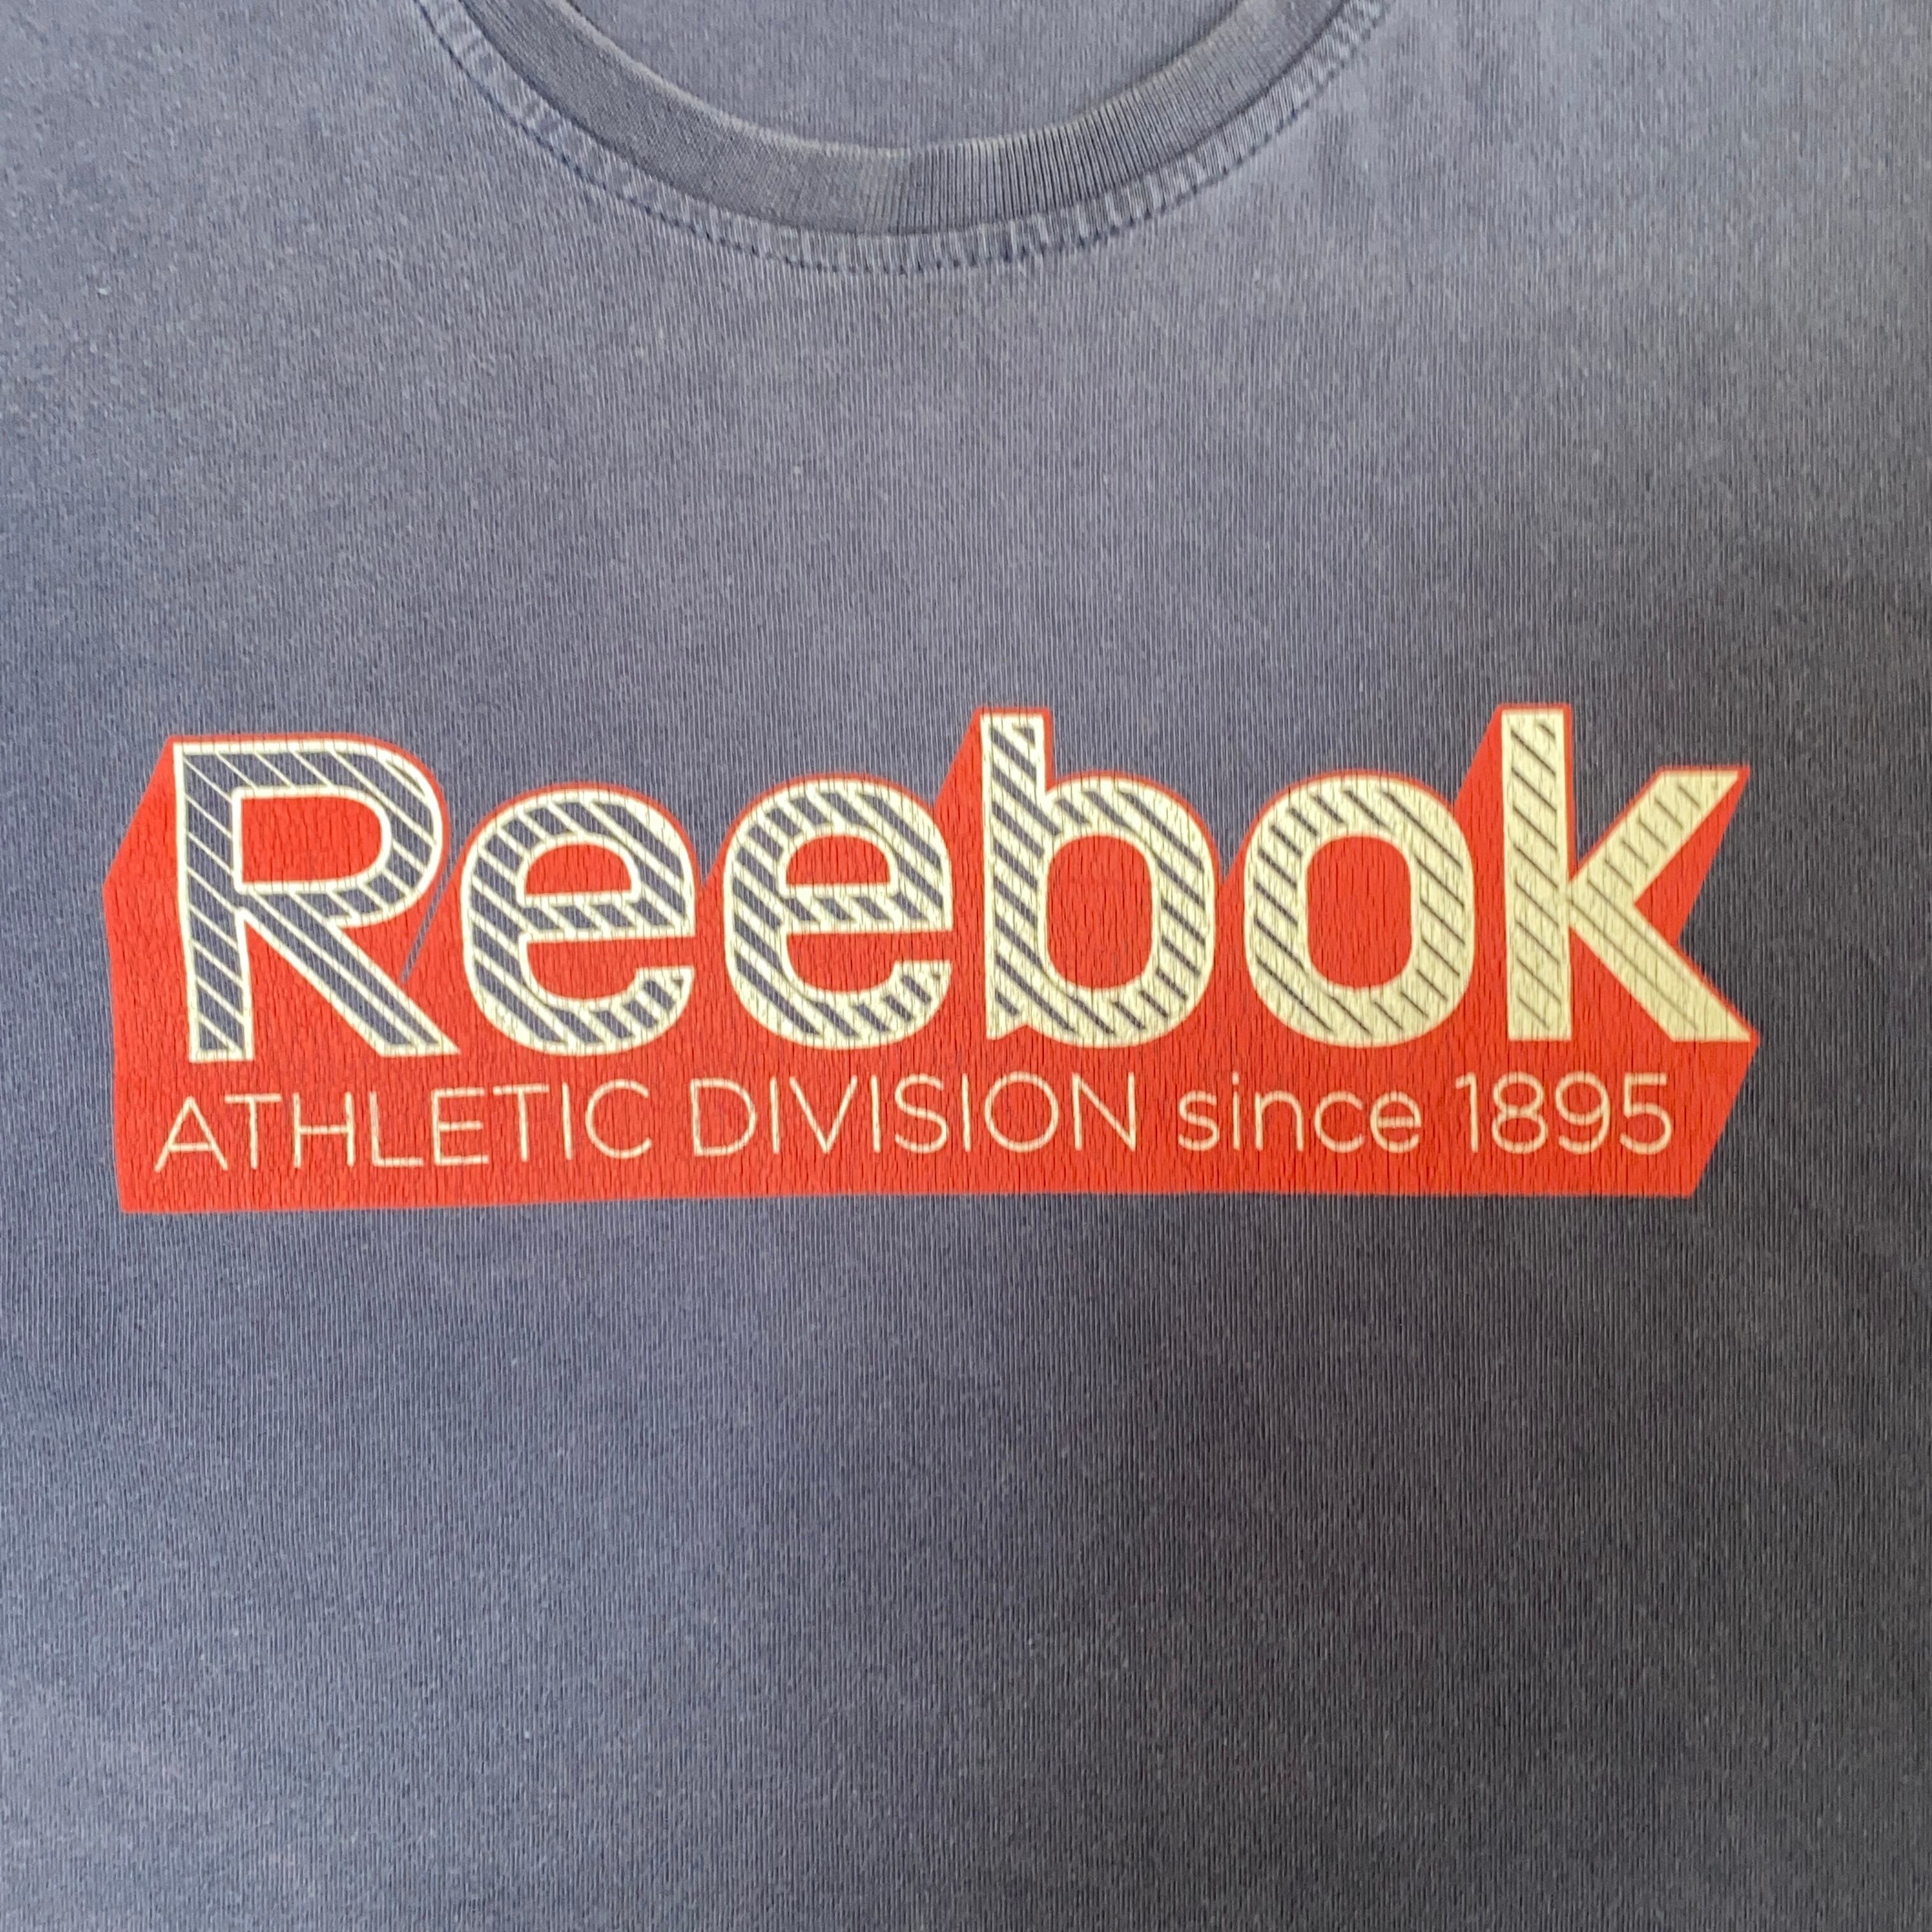 Reebok
ATHLETIC DIVISION since 1895